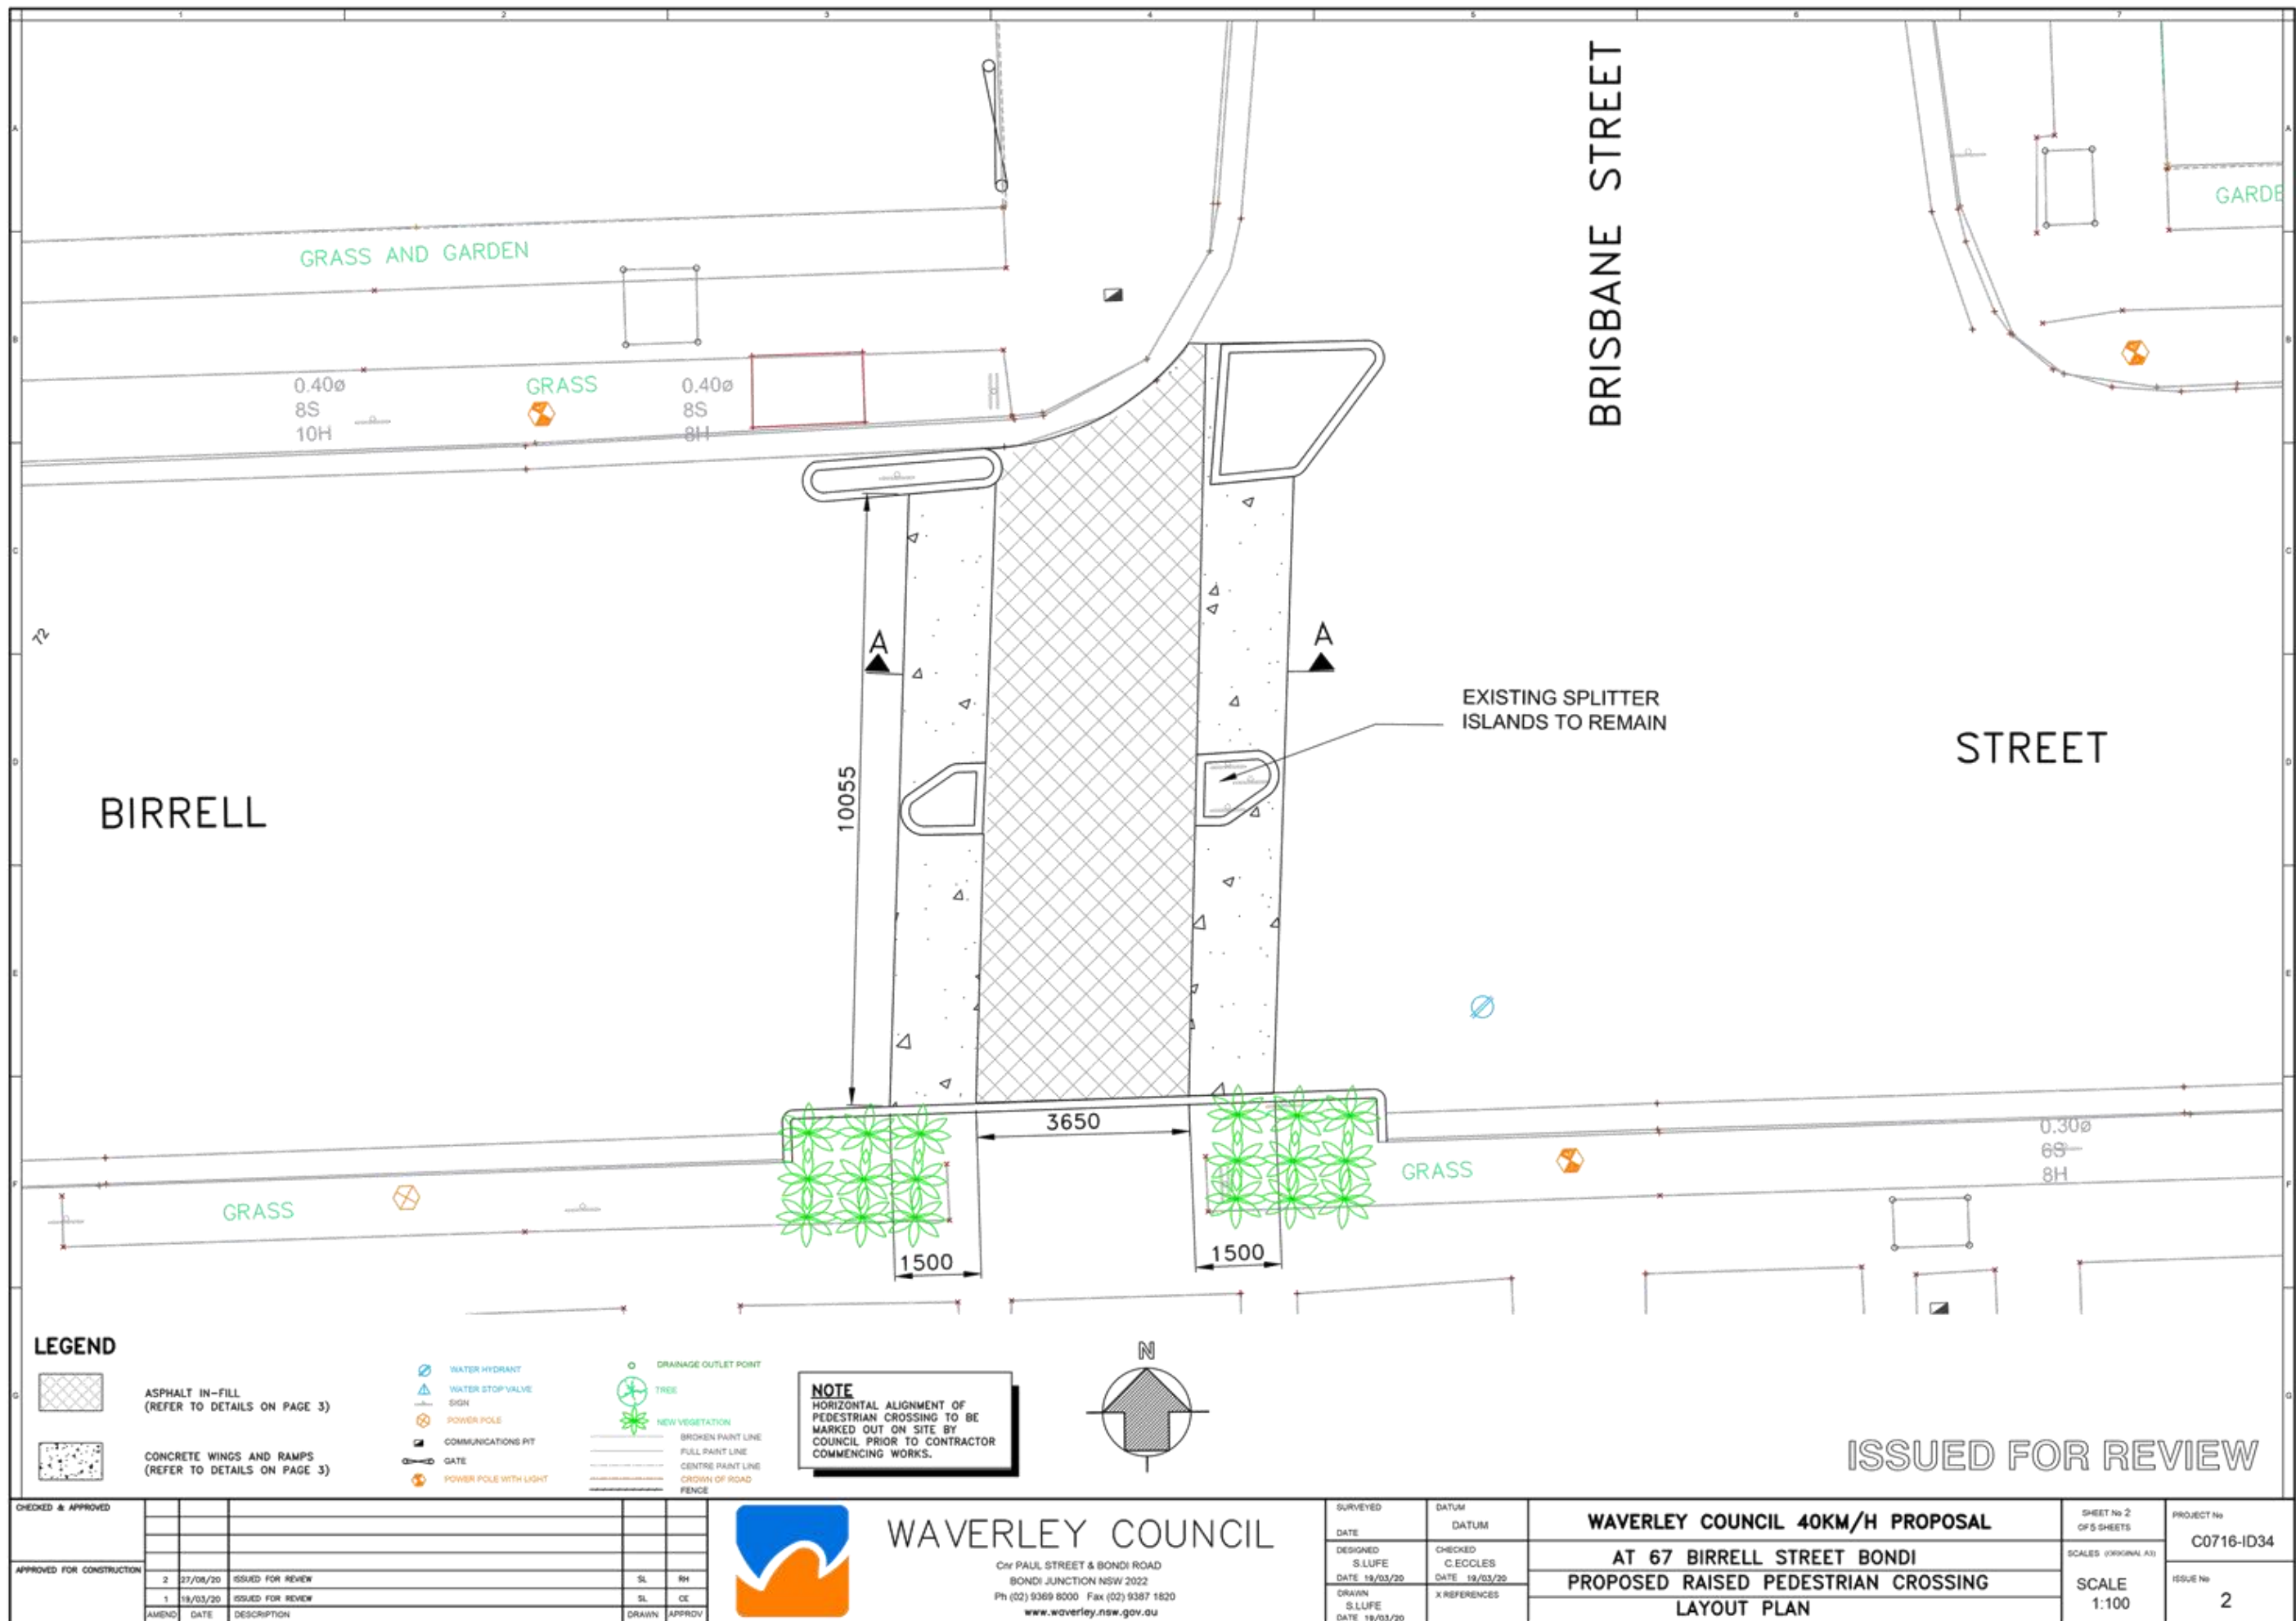 1 2 3 4 5 6 7
A
B
C
D
E
F
G
A
B
C
D
E
F
G
BRISBANE STREET
GARDE
GRASS AND GARDEN
0.40ø
8S
10H
GRASS
0.40ø
8S
8H
72
A
A
EXISTING SPLITTER
ISLANDS TO REMAIN
STREET
BIRRELL
10055
3650
1500
1500
GRASS
GRASS
0.30ø
6S
8H
LEGEND
ASPHALT IN-FILL
(REFER TO DETAILS ON PAGE 3)
CONCRETE WINGS AND RAMPS
(REFER TO DETAILS ON PAGE 3)
WATER HYDRANT
WATER STOP VALVE
SIGN
POWER POLE
COMMUNICATIONS PIT
GATE
POWER POLE WITH LIGHT
DRAINAGE OUTLET POINT
TREE
NEW VEGETATION
BROKEN PAINT LINE
FULL PAINT LINE
CENTRE PAINT LINE
CROWN OF ROAD
FENCE
NOTE
HORIZONTAL ALIGNMENT OF
PEDESTRIAN CROSSING TO BE
MARKED OUT ON SITE BY
COUNCIL PRIOR TO CONTRACTOR
COMMENCING WORKS.
N
ISSUED FOR REVIEW
CHECKED & APPROVED
APPROVED FOR CONSTRUCTION
2 27/08/20 ISSUED FOR REVIEW SL RH
1 19/03/20 ISSUED FOR REVIEW SL CE
AMEND DATE DESCRIPTION DRAWN APPROV
WAVERLEY COUNCIL
Cnr PAUL STREET & BONDI ROAD
BONDI JUNCTION NSW 2022
Ph (02) 9369 8000 Fax (02) 9387 1820
www.waverley.nsw.gov.au
SURVEYED
DATE
DATUM
DATUM
DESIGNED
S.LUFE
DATE 19/03/20
CHECKED
C.ECCLES
DATE 19/03/20
DRAWN
S.LUFE
DATE 19/03/20
X REFERENCES
WAVERLEY COUNCIL 40KM/H PROPOSAL
AT 67 BIRRELL STREET BONDI
PROPOSED RAISED PEDESTRIAN CROSSING
LAYOUT PLAN
SHEET No 2
OF 5 SHEETS
SCALES (ORIGINAL A3)
SCALE
1:100
PROJECT No
C0716-ID34
ISSUE No
2